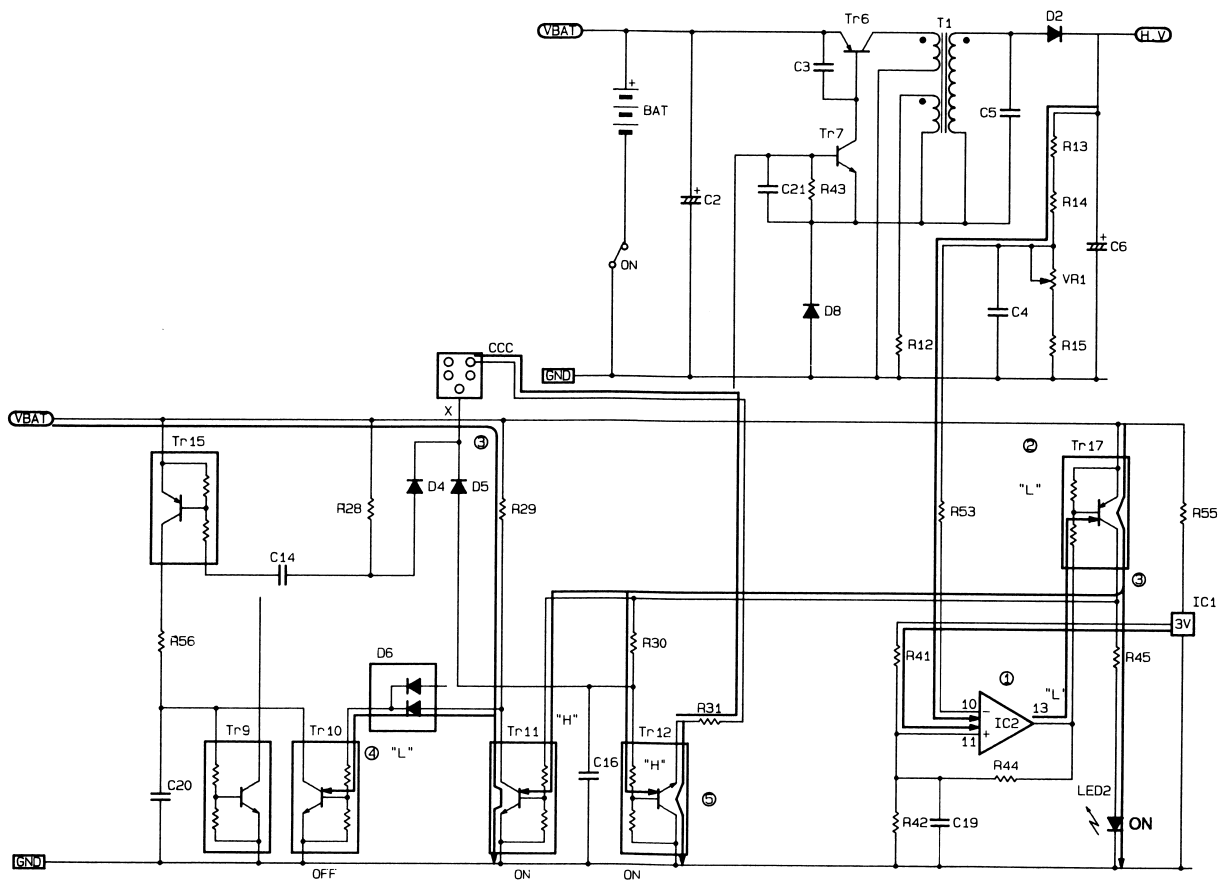 Tr6
T1
D2
VBAT
H.V
C3
+
BAT
C5
Tr7
R13
C21
R43
+
C2
R14
+
C6
ON
VR1
D8
C4
R12
R15
CCC
GND
X
VBAT
③
②
Tr15
Tr17
D4
D5
"L"
R28
R29
R53
R55
C14
③
IC1
3V
R56
R30
D6
R41
R45
①
"L"
R31
10
−
13
"H"
IC2
Tr9
Tr10
Tr11
Tr12
11
+
④
"L"
"H"
R44
C20
C16
⑤
LED2
R42
C19
ON
GND
OFF
ON
ON